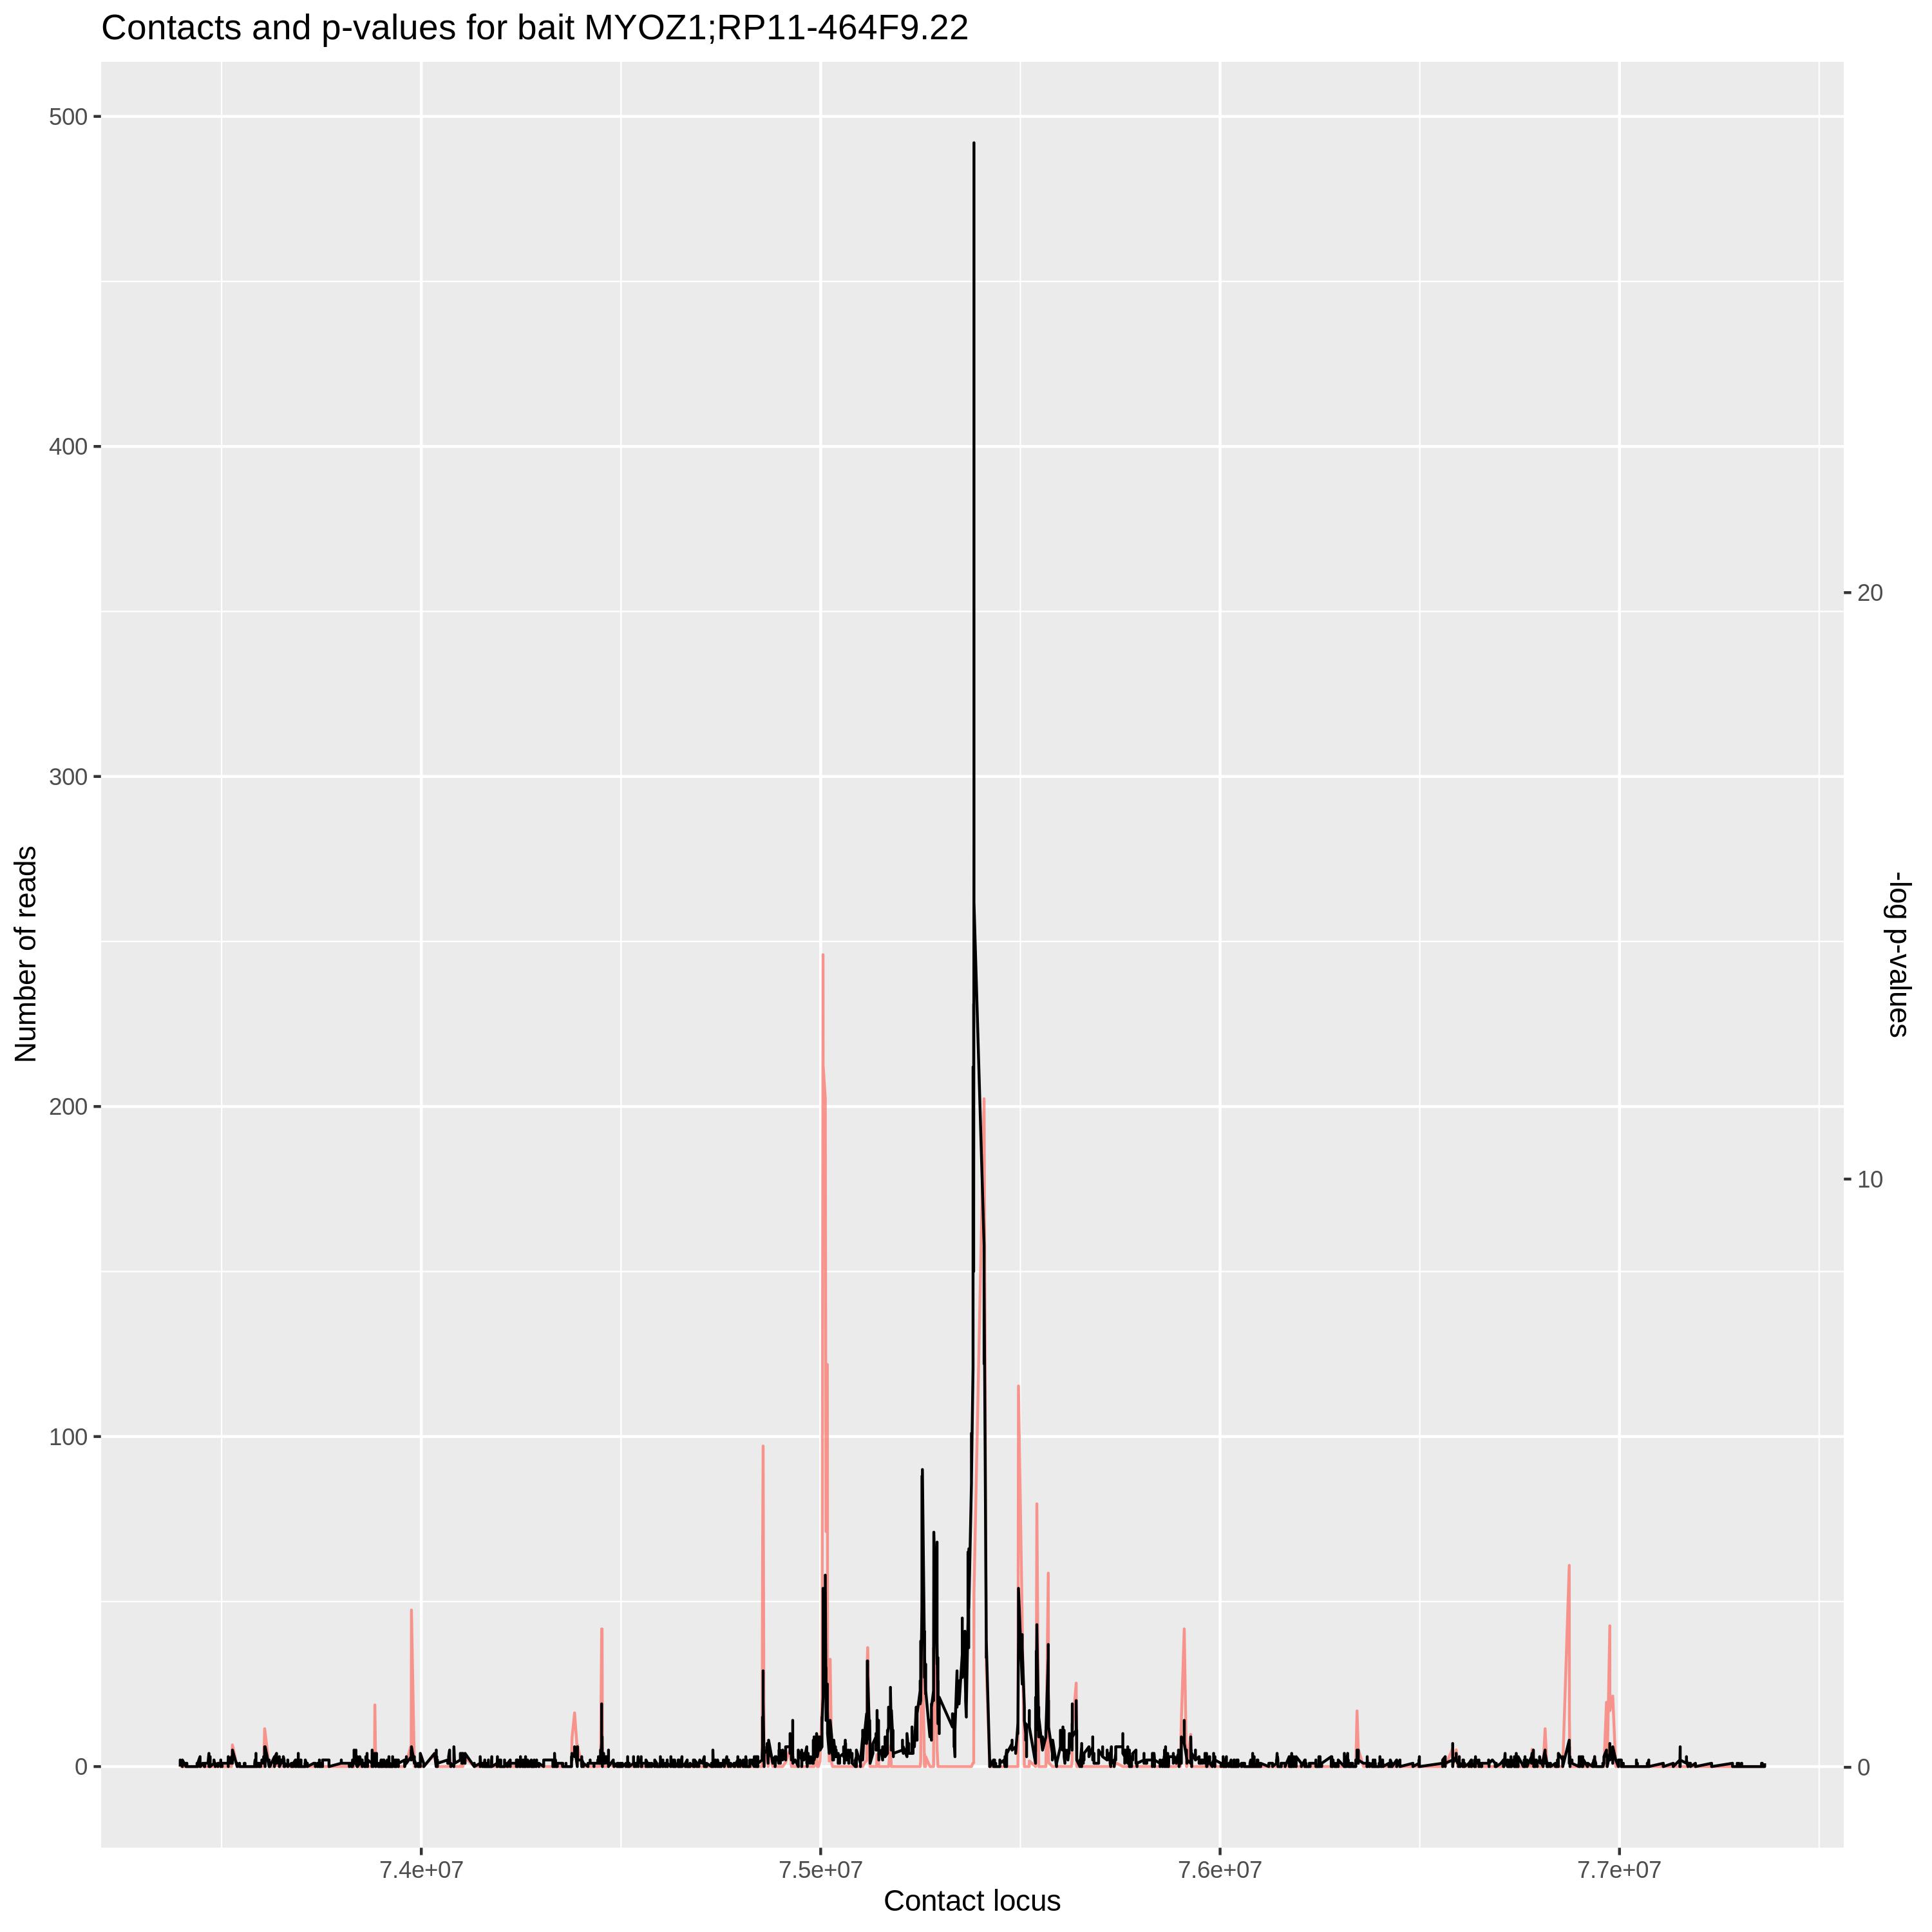 Contacts and p-values for bait MYOZ1;RP11-464F9.22
500
400
300
200
100
0
Number of reads
20
10
0
-log p-values
7.4e+07
7.5e+07
7.6e+07
7.7e+07
Contact locus